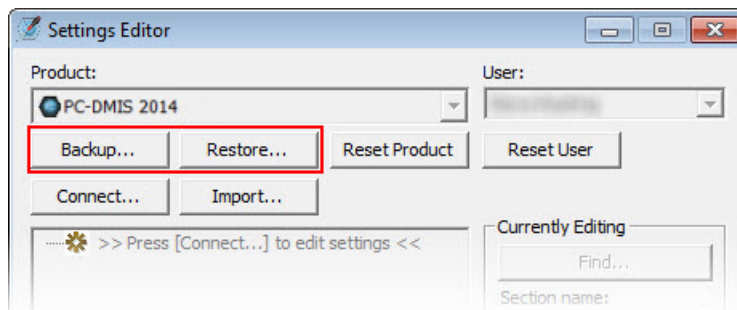 Settings Editor
Product:
User:
PC-DMIS 2014
Backup...
Restore...
Reset Product
Reset User
Connect...
Import...
>> Press [Connect...] to edit settings <<
Currently Editing
Find...
Section name: